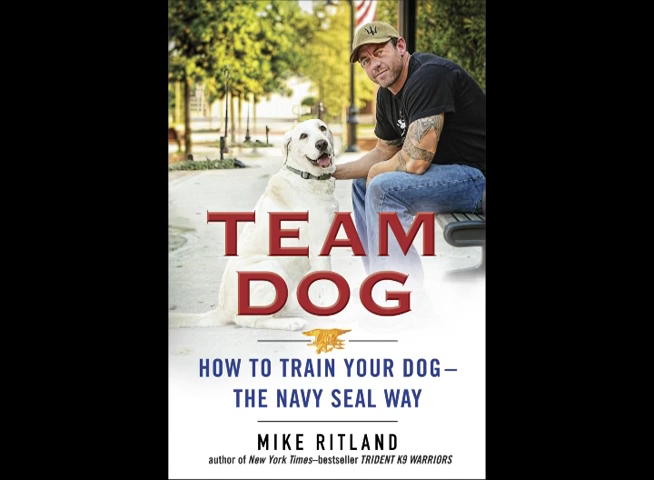 TEAM
DOG
HOW TO TRAIN YOUR DOG—
THE NAVY SEAL WAY
MIKE RITLAND
author of New York Times–bestseller TRIDENT K9 WARRIORS